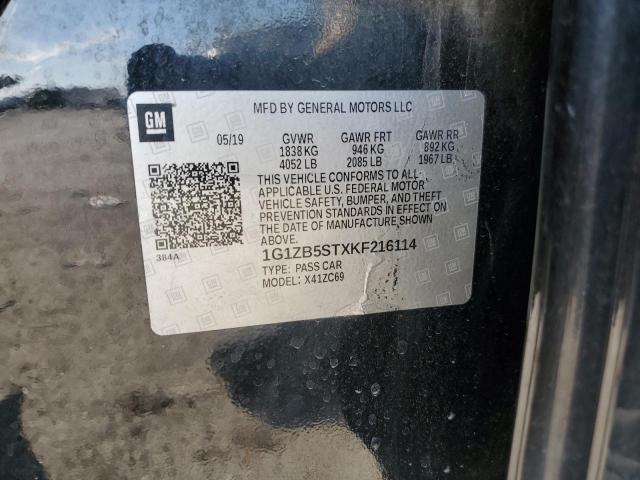 GM
MFD BY GENERAL MOTORS LLC
05/19 GVWR GAWR FRT GAWR RR
1838 KG 946 KG 892 KG
4052 LB 2085 LB 1967 LB
THIS VEHICLE CONFORMS TO ALL
APPLICABLE U.S. FEDERAL MOTOR
VEHICLE SAFETY, BUMPER, AND THEFT
PREVENTION STANDARDS IN EFFECT ON
THE DATE OF MANUFACTURE SHOWN
ABOVE.
384A
1G1ZB5STXKF216114
TYPE: PASS CAR
MODEL: X41ZC69